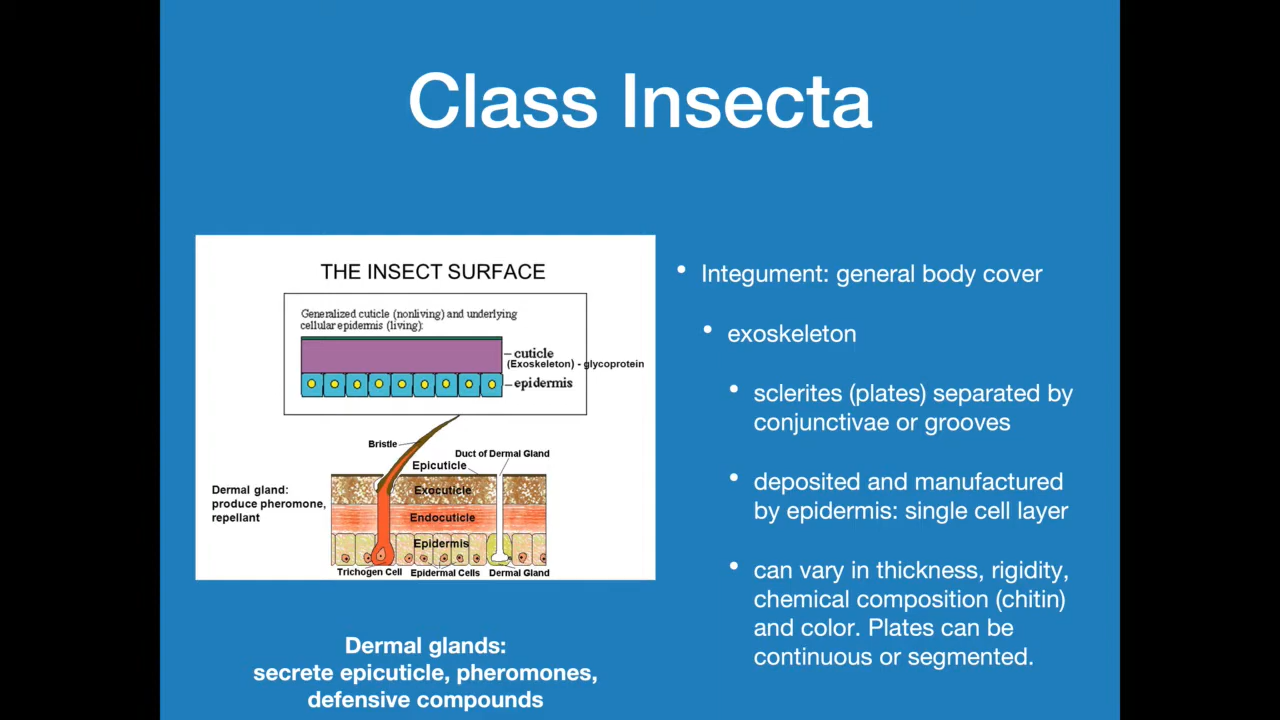 Class Insecta
THE INSECT SURFACE
Generalized cuticle (nonliving) and underlying
cellular epidermis (living):
cuticle
(Exoskeleton) - glycoprotein
epidermis
Bristle
Duct of Dermal Gland
Epicuticle
Dermal gland:
produce pheromone,
repellant
Exocuticle
Endocuticle
Epidermis
Trichogen Cell
Epidermal Cells
Dermal Gland
Dermal glands:
secrete epicuticle, pheromones,
defensive compounds
• Integument: general body cover
• exoskeleton
• sclerites (plates) separated by
conjunctivae or grooves
• deposited and manufactured
by epidermis: single cell layer
• can vary in thickness, rigidity,
chemical composition (chitin)
and color. Plates can be
continuous or segmented.